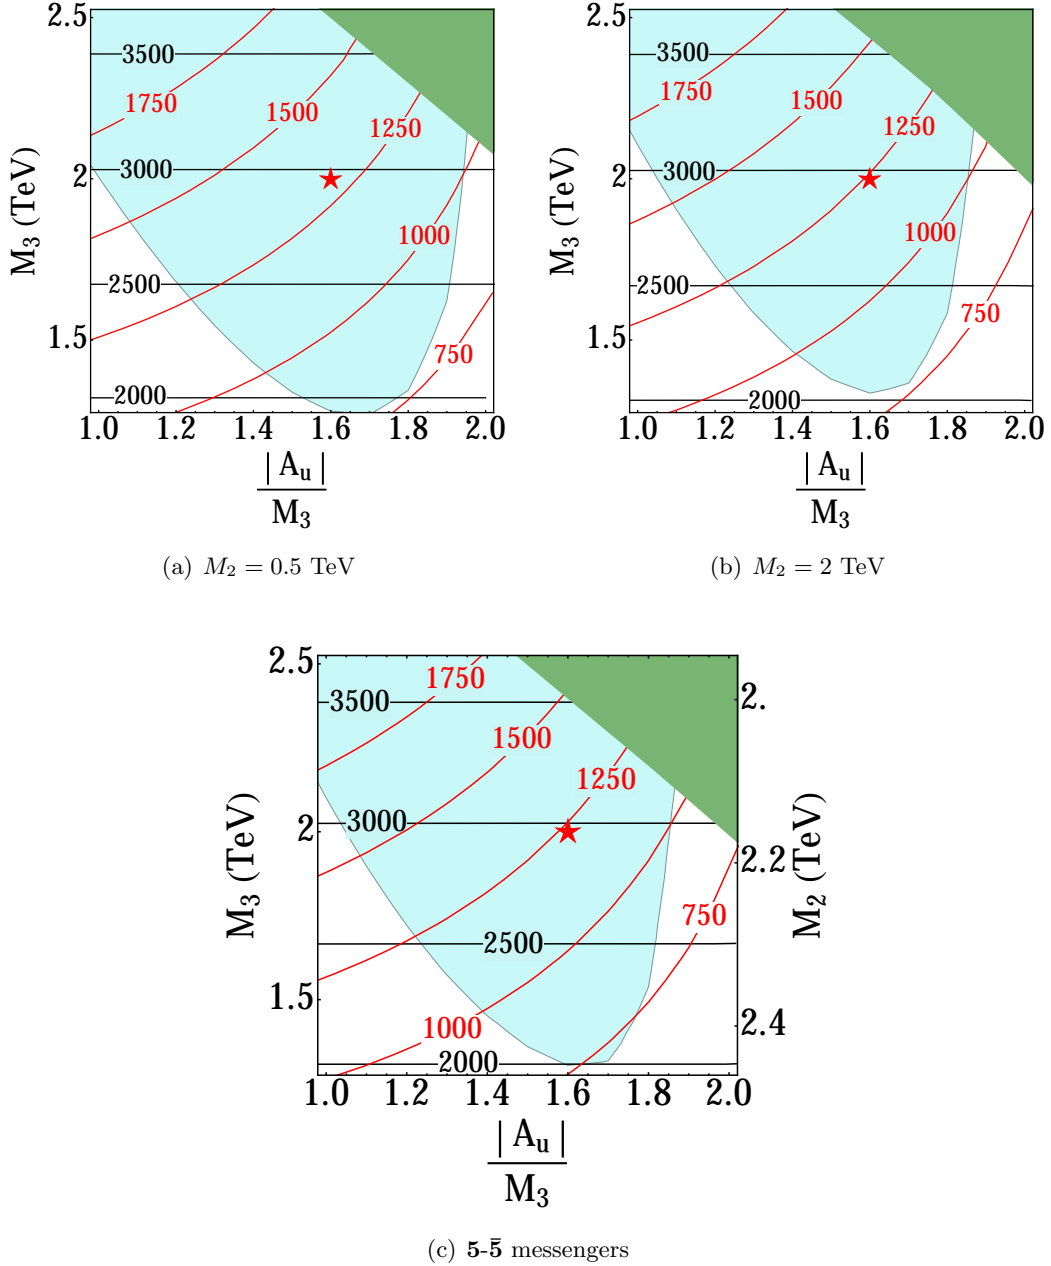 2.5
3500
1750
1500
1250
M3 (TeV)
2
3000
1000
2500
1.5
750
2000
1.0 1.2 1.4 1.6 1.8 2.0
| Au |
M3
(a) M2 = 0.5 TeV
2.5
3500
1750
1500
1250
M3 (TeV)
2
3000
1000
2500
750
1.5
2000
1.0 1.2 1.4 1.6 1.8 2.0
| Au |
M3
(b) M2 = 2 TeV
2.5
1750
3500
2.
1500
1250
M3 (TeV)
2
3000
2.2
M2 (TeV)
750
2500
1.5
1000
2.4
2000
1.0 1.2 1.4 1.6 1.8 2.0
| Au |
M3
(c) 5-5̄ messengers